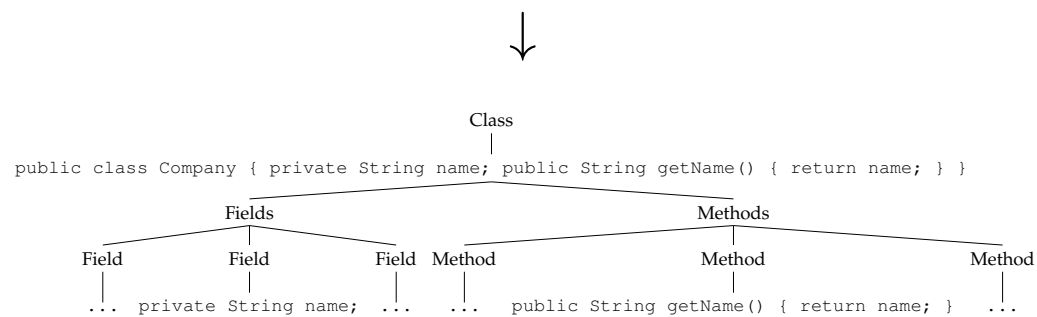 Class
public class Company { private String name; public String getName() { return name; } }
Fields Methods
Field Field Field Method Method Method
... private String name; ... ... public String getName() { return name; } ...